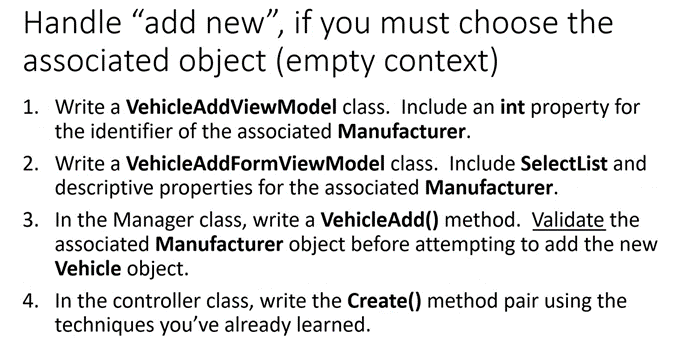 Handle “add new”, if you must choose the
associated object (empty context)
1. Write a VehicleAddViewModel class. Include an int property for
the identifier of the associated Manufacturer.
2. Write a VehicleAddFormViewModel class. Include SelectList and
descriptive properties for the associated Manufacturer.
3. In the Manager class, write a VehicleAdd() method. Validate the
associated Manufacturer object before attempting to add the new
Vehicle object.
4. In the controller class, write the Create() method pair using the
techniques you’ve already learned.